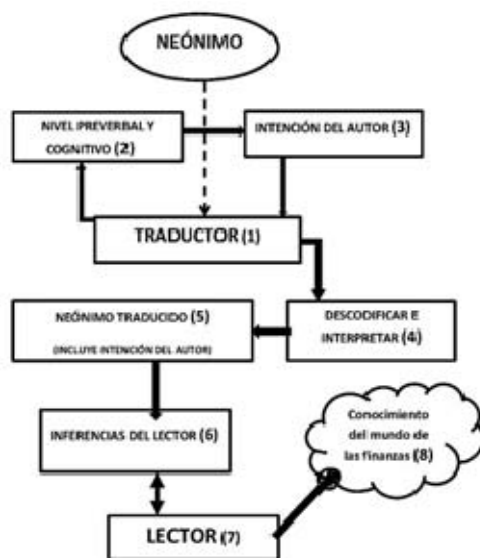 NEÓNIMO
NIVEL PREVERBAL Y
COGNITIVO (2)
INTENCIÓN DEL AUTOR (3)
TRADUCTOR (1)
NEÓNIMO TRADUCIDO (5)
(INCLUYE INTENCIÓN DEL AUTOR)
DESCODIFICAR E
INTERPRETAR (4)
INFERENCIAS DEL LECTOR (6)
Conocimiento
del mundo de
las finanzas (8)
LECTOR (7)